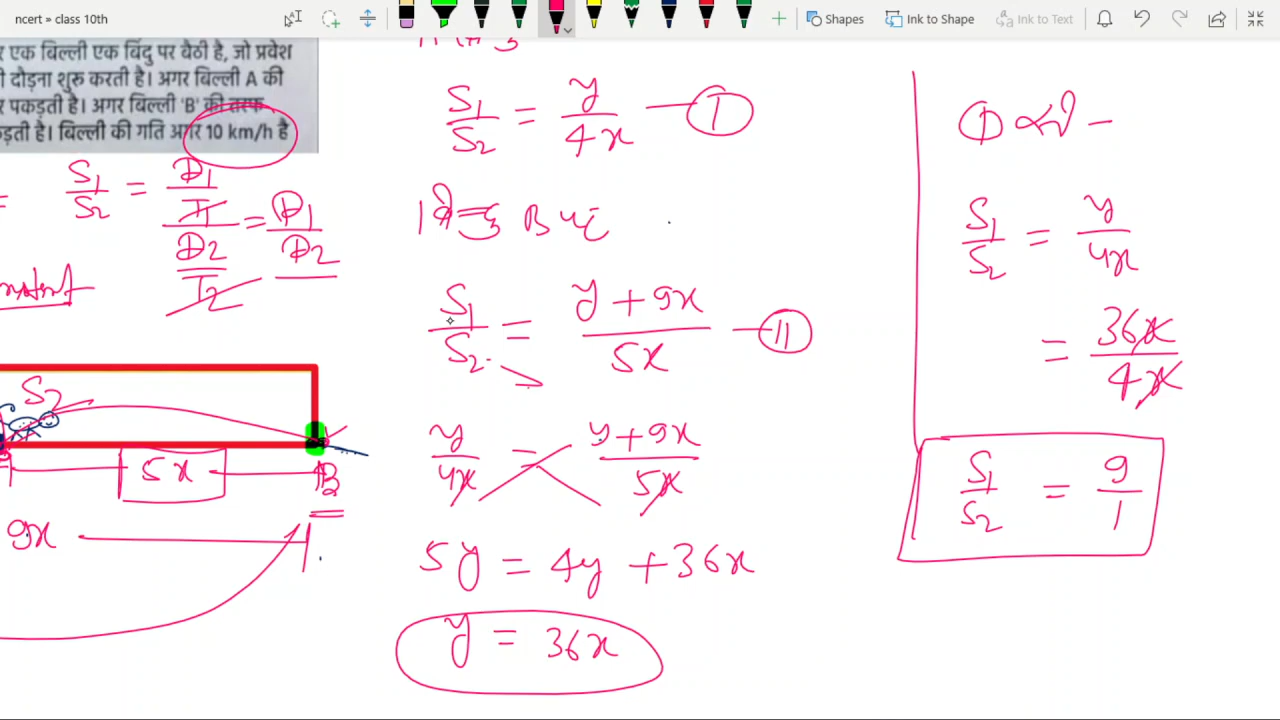 ncert » class 10th
Shapes
Ink to Shape
Ink to Text
र एक बिल्ली एक बिंदु पर बैठी है, जो प्रवेश
ी दौड़ना शुरू करती है। अगर बिल्ली A की
र पकड़ती है। अगर बिल्ली 'B' की तरफ
ड़ती है। बिल्ली की गति अगर 10 km/h है
= S1/S2 = (D1/T1)/(D2/T2) = D1/D2
S2
5x
B
9x
S1/S2 = y/4x — I
B पर
S1/S2 = (y + 9x)/5x — II
y/4x = (y + 9x)/5x
5y = 4y + 36x
y = 36x
I से –
S1/S2 = y/4x
= 36x/4x
S1/S2 = 9/1